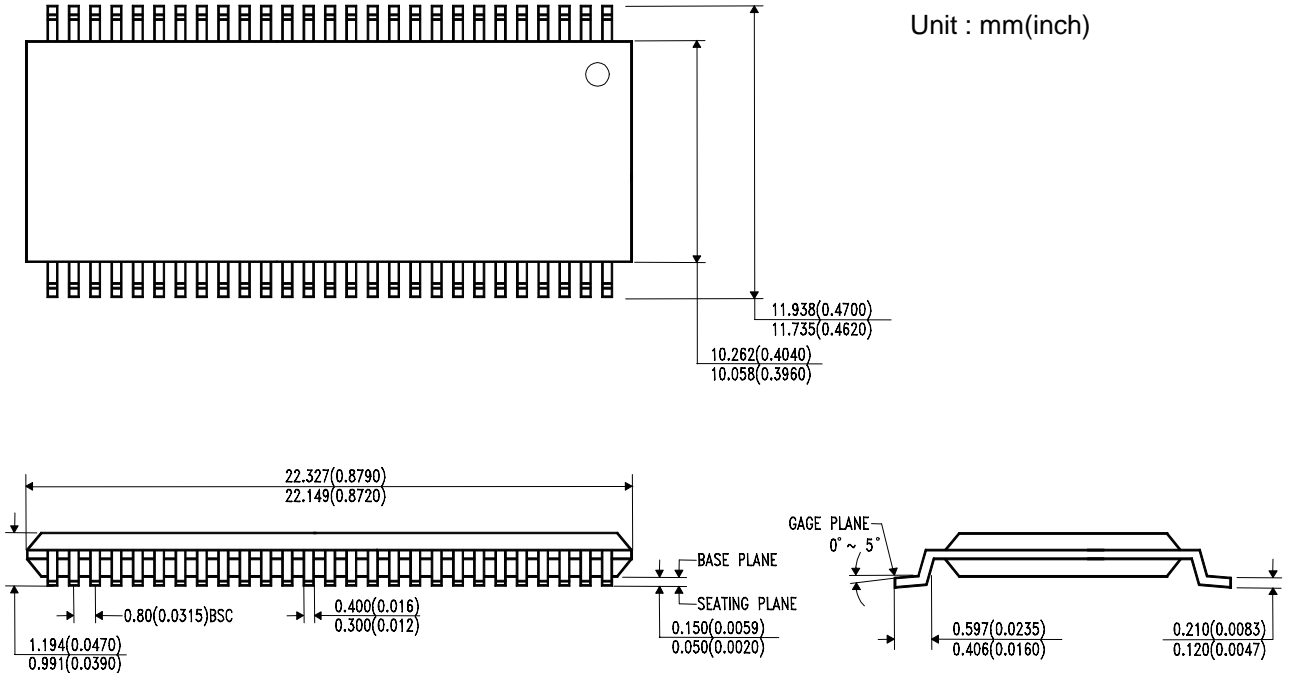 Unit : mm(inch)
11.938(0.4700)
11.735(0.4620)
10.262(0.4040)
10.058(0.3960)
22.327(0.8790)
22.149(0.8720)
GAGE PLANE
0° ~ 5°
BASE PLANE
SEATING PLANE
0.80(0.0315)BSC
0.400(0.016)
0.300(0.012)
0.150(0.0059)
0.050(0.0020)
0.597(0.0235)
0.406(0.0160)
0.210(0.0083)
0.120(0.0047)
1.194(0.0470)
0.991(0.0390)